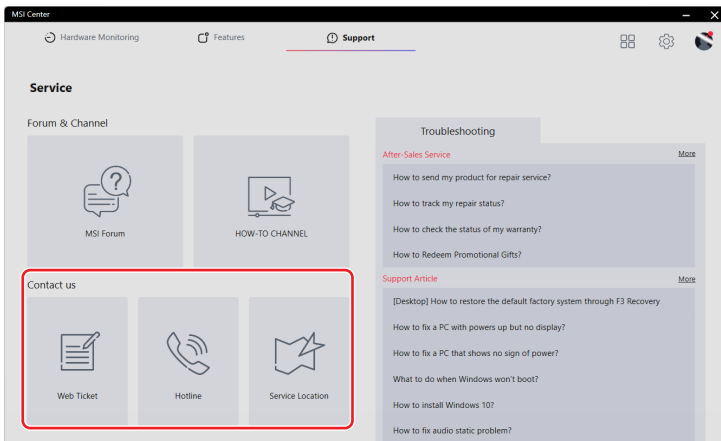 MSI Center
Hardware Monitoring
Features
Support
Service
Forum & Channel
MSI Forum
HOW-TO CHANNEL
Contact us
Web Ticket
Hotline
Service Location
Troubleshooting
After-Sales Service
More
How to send my product for repair service?
How to track my repair status?
How to check the status of my warranty?
How to Redeem Promotional Gifts?
Support Article
More
[Desktop] How to restore the default factory system through F3 Recovery
How to fix a PC with powers up but no display?
How to fix a PC that shows no sign of power?
What to do when Windows won't boot?
How to install Windows 10?
How to fix audio static problem?